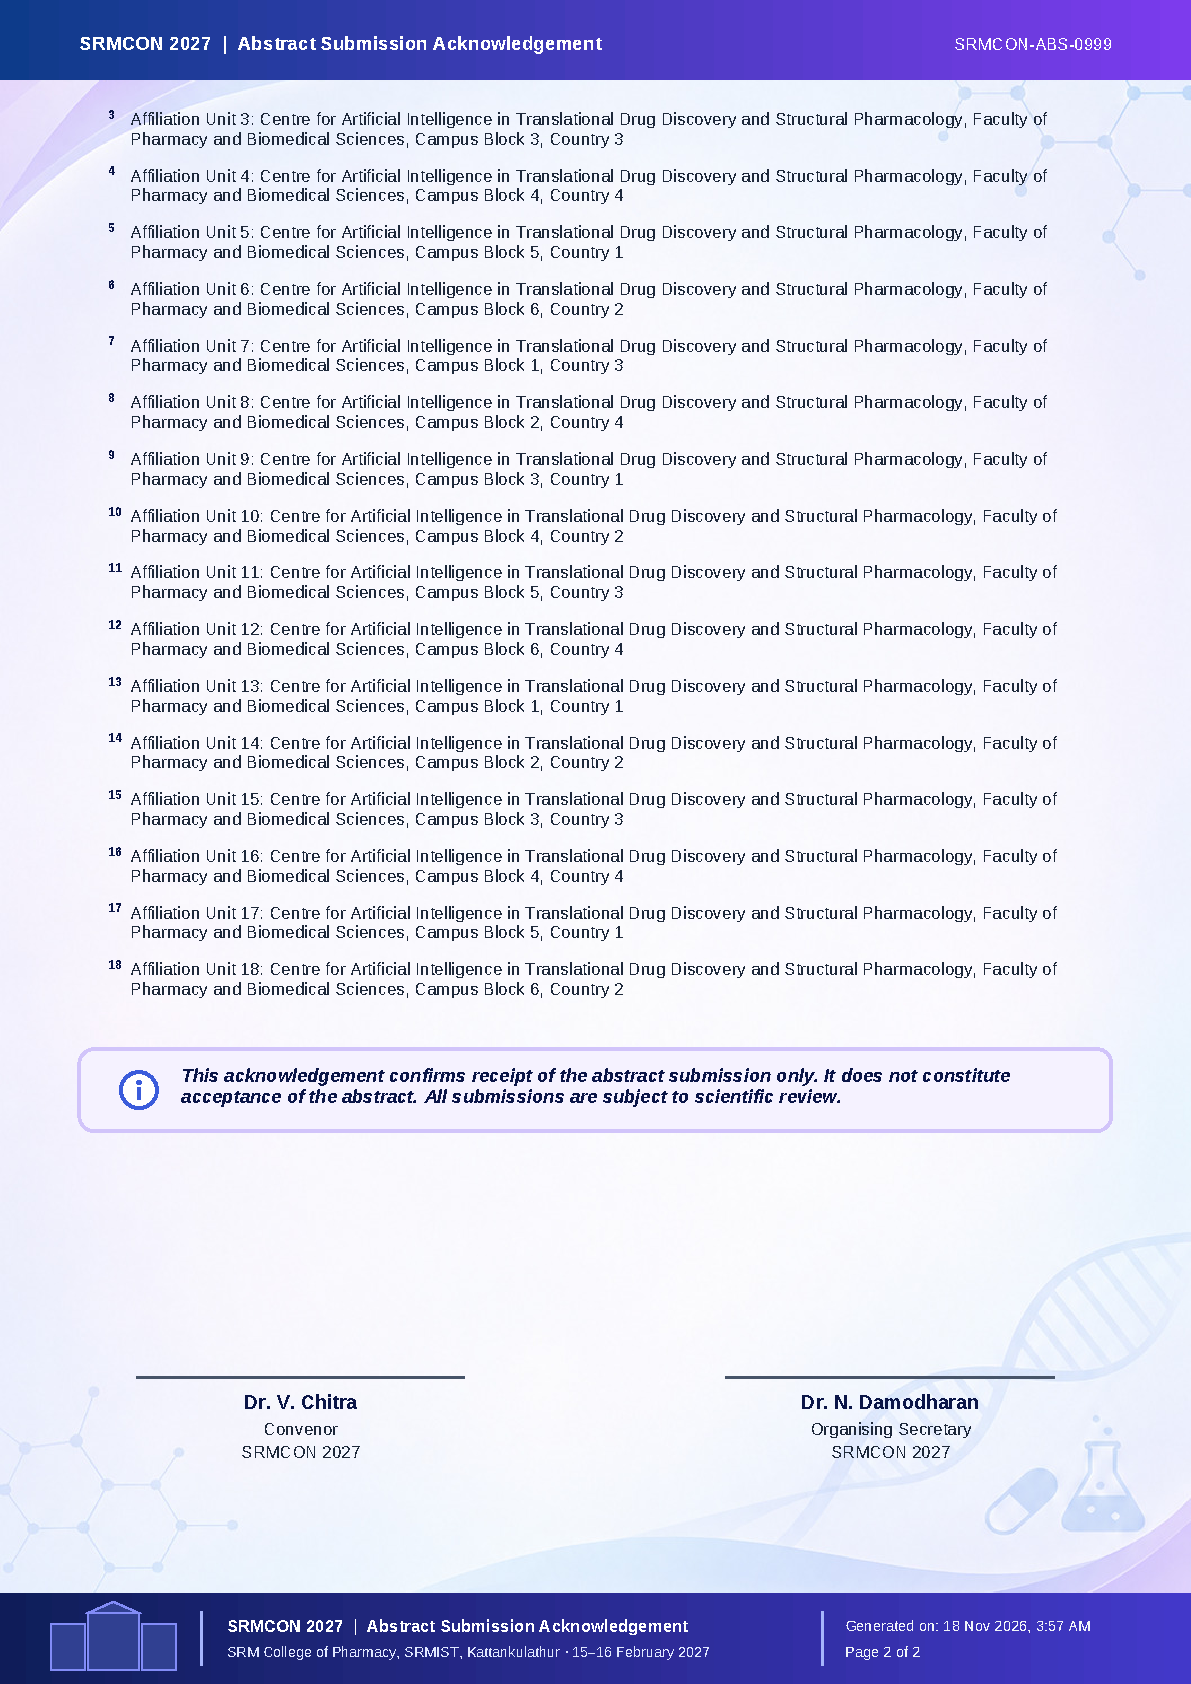 SRMCON 2027 | Abstract Submission Acknowledgement
SRMCON-ABS-0999
3 Affiliation Unit 3: Centre for Artificial Intelligence in Translational Drug Discovery and Structural Pharmacology, Faculty of
Pharmacy and Biomedical Sciences, Campus Block 3, Country 3
4 Affiliation Unit 4: Centre for Artificial Intelligence in Translational Drug Discovery and Structural Pharmacology, Faculty of
Pharmacy and Biomedical Sciences, Campus Block 4, Country 4
5 Affiliation Unit 5: Centre for Artificial Intelligence in Translational Drug Discovery and Structural Pharmacology, Faculty of
Pharmacy and Biomedical Sciences, Campus Block 5, Country 1
6 Affiliation Unit 6: Centre for Artificial Intelligence in Translational Drug Discovery and Structural Pharmacology, Faculty of
Pharmacy and Biomedical Sciences, Campus Block 6, Country 2
7 Affiliation Unit 7: Centre for Artificial Intelligence in Translational Drug Discovery and Structural Pharmacology, Faculty of
Pharmacy and Biomedical Sciences, Campus Block 1, Country 3
8 Affiliation Unit 8: Centre for Artificial Intelligence in Translational Drug Discovery and Structural Pharmacology, Faculty of
Pharmacy and Biomedical Sciences, Campus Block 2, Country 4
9 Affiliation Unit 9: Centre for Artificial Intelligence in Translational Drug Discovery and Structural Pharmacology, Faculty of
Pharmacy and Biomedical Sciences, Campus Block 3, Country 1
10 Affiliation Unit 10: Centre for Artificial Intelligence in Translational Drug Discovery and Structural Pharmacology, Faculty of
Pharmacy and Biomedical Sciences, Campus Block 4, Country 2
11 Affiliation Unit 11: Centre for Artificial Intelligence in Translational Drug Discovery and Structural Pharmacology, Faculty of
Pharmacy and Biomedical Sciences, Campus Block 5, Country 3
12 Affiliation Unit 12: Centre for Artificial Intelligence in Translational Drug Discovery and Structural Pharmacology, Faculty of
Pharmacy and Biomedical Sciences, Campus Block 6, Country 4
13 Affiliation Unit 13: Centre for Artificial Intelligence in Translational Drug Discovery and Structural Pharmacology, Faculty of
Pharmacy and Biomedical Sciences, Campus Block 1, Country 1
14 Affiliation Unit 14: Centre for Artificial Intelligence in Translational Drug Discovery and Structural Pharmacology, Faculty of
Pharmacy and Biomedical Sciences, Campus Block 2, Country 2
15 Affiliation Unit 15: Centre for Artificial Intelligence in Translational Drug Discovery and Structural Pharmacology, Faculty of
Pharmacy and Biomedical Sciences, Campus Block 3, Country 3
16 Affiliation Unit 16: Centre for Artificial Intelligence in Translational Drug Discovery and Structural Pharmacology, Faculty of
Pharmacy and Biomedical Sciences, Campus Block 4, Country 4
17 Affiliation Unit 17: Centre for Artificial Intelligence in Translational Drug Discovery and Structural Pharmacology, Faculty of
Pharmacy and Biomedical Sciences, Campus Block 5, Country 1
18 Affiliation Unit 18: Centre for Artificial Intelligence in Translational Drug Discovery and Structural Pharmacology, Faculty of
Pharmacy and Biomedical Sciences, Campus Block 6, Country 2
This acknowledgement confirms receipt of the abstract submission only. It does not constitute
acceptance of the abstract. All submissions are subject to scientific review.
Dr. V. Chitra
Convenor
SRMCON 2027
Dr. N. Damodharan
Organising Secretary
SRMCON 2027
SRMCON 2027 | Abstract Submission Acknowledgement
SRM College of Pharmacy, SRMIST, Kattankulathur · 15–16 February 2027
Generated on: 18 Nov 2026, 3:57 AM
Page 2 of 2